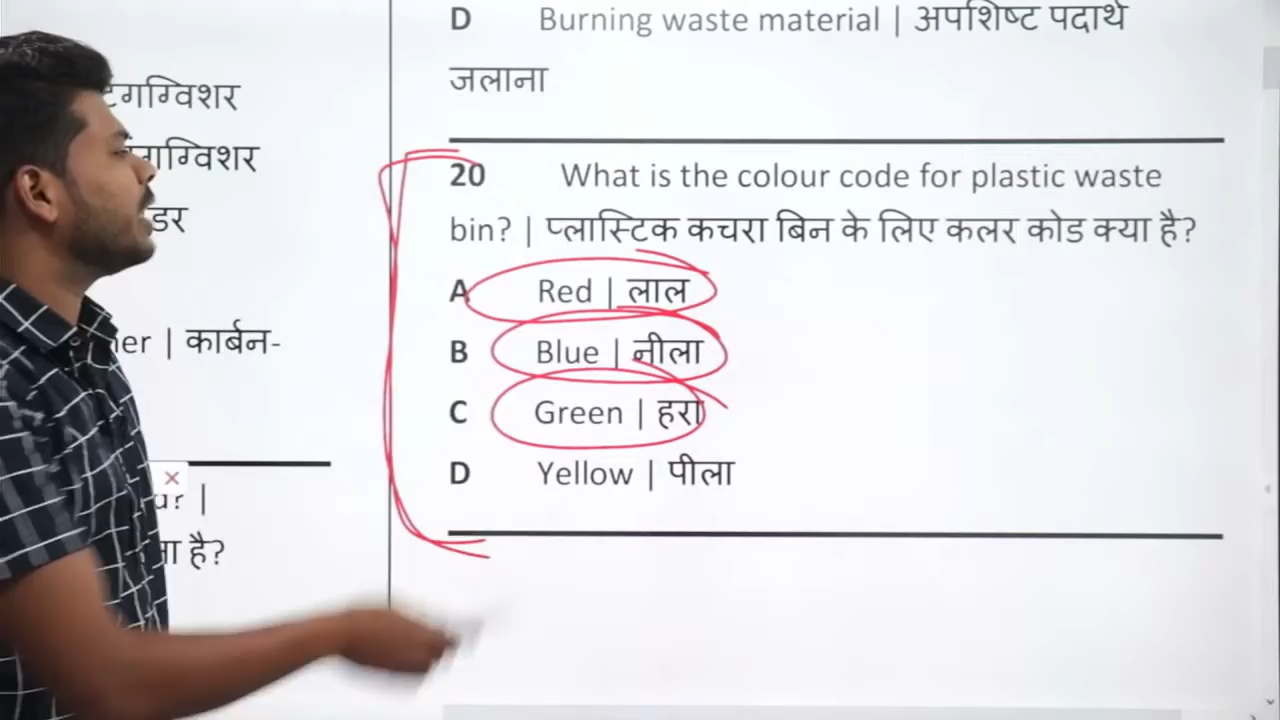 टिंगग्विशर
ंगग्विशर
डर
her | कार्बन-
d? |
ा है?
D Burning waste material | अपशिष्ट पदार्थ
जलाना
20 What is the colour code for plastic waste
bin? | प्लास्टिक कचरा बिन के लिए कलर कोड क्या है?
A Red | लाल
B Blue | नीला
C Green | हरा
D Yellow | पीला